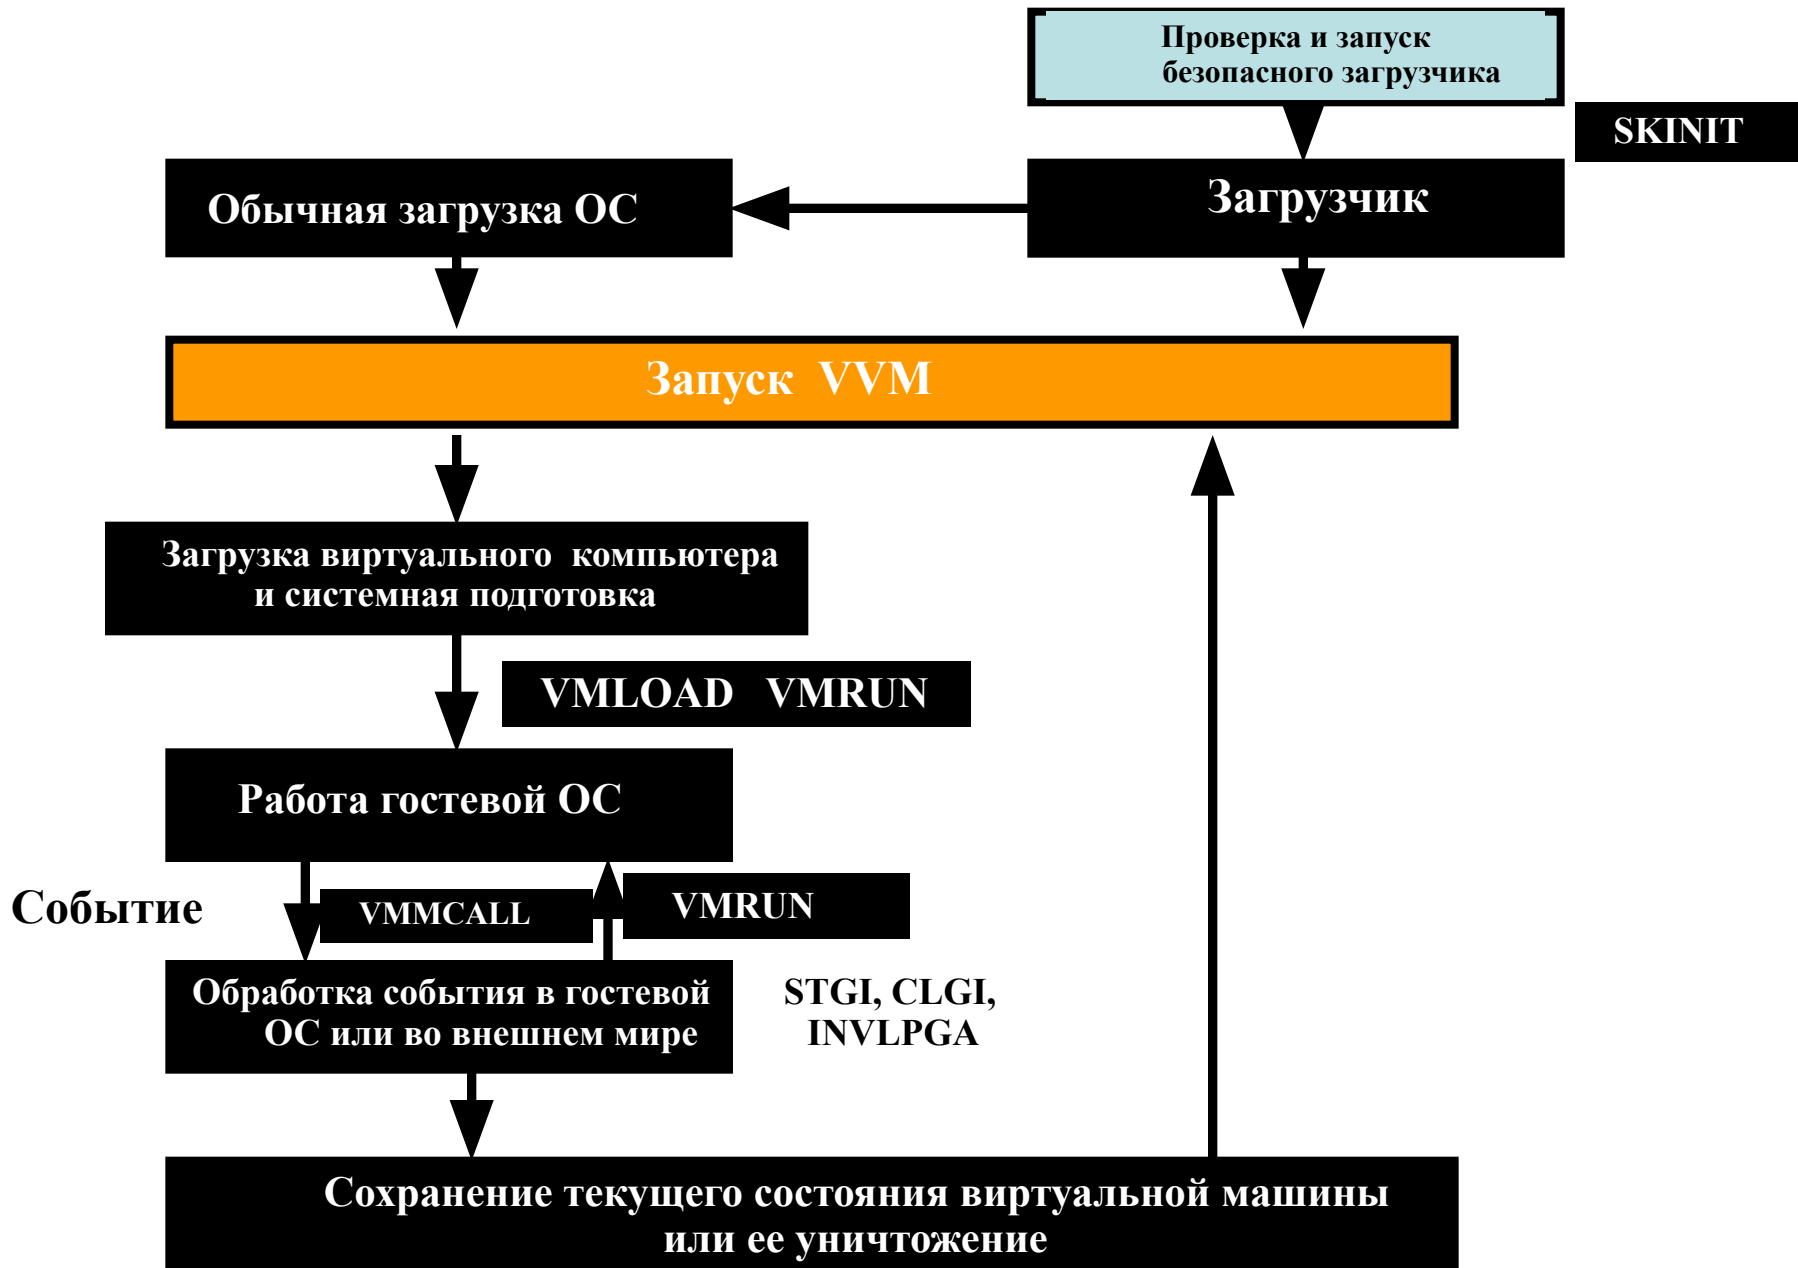 Проверка и запуск
безопасного загрузчика
SKINIT
Загрузчик
Обычная загрузка ОС
Запуск VVM
Загрузка виртуального компьютера
и системная подготовка
VMLOAD VMRUN
Работа гостевой ОС
Событие
VMMCALL
VMRUN
Обработка события в гостевой
ОС или во внешнем мире
STGI, CLGI,
INVLPGA
Сохранение текущего состояния виртуальной машины
или ее уничтожение